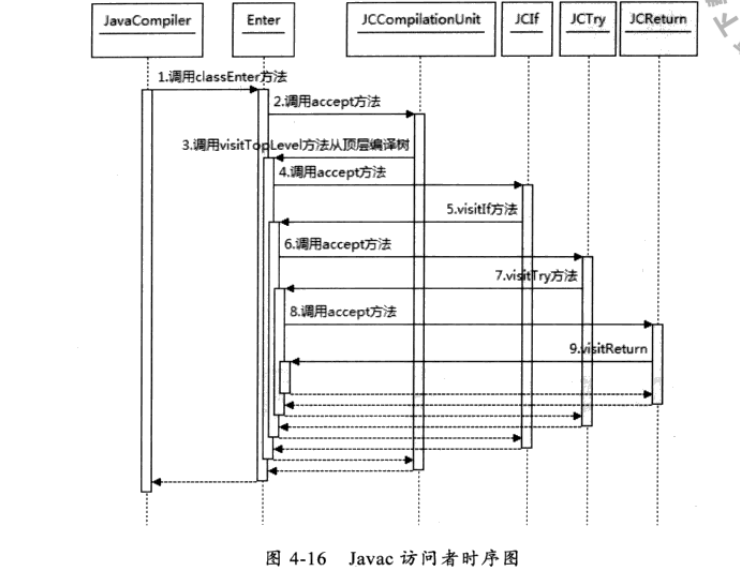 JavaCompiler
Enter
JCCompilationUnit
JCIf
JCTry
JCReturn
1.调用classEnter方法
2.调用accept方法
3.调用visitTopLevel方法从顶层编译树
4.调用accept方法
5.visitIf方法
6.调用accept方法
7.visitTry方法
8.调用accept方法
9.visitReturn
图 4-16 Javac 访问者时序图